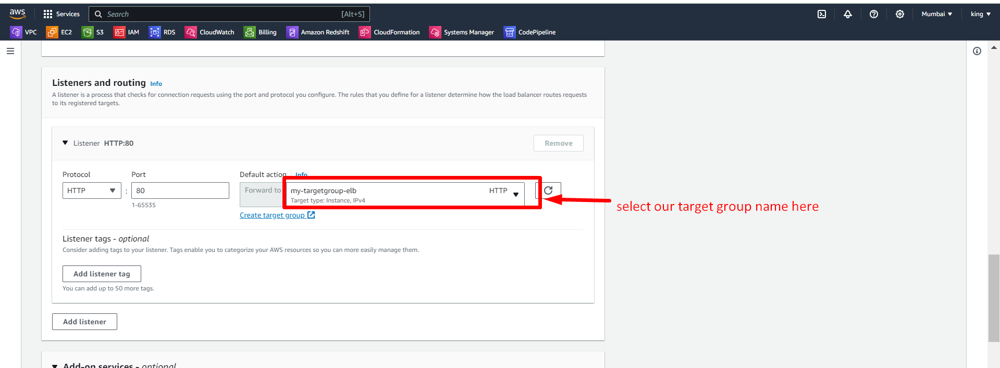 aws Services Search [Alt+S] Mumbai king
VPC EC2 S3 IAM RDS CloudWatch Billing Amazon Redshift CloudFormation Systems Manager CodePipeline
Listeners and routing Info
A listener is a process that checks for connection requests using the port and protocol you configure. The rules that you define for a listener determine how the load balancer routes requests
to its registered targets.
Listener HTTP:80 Remove
Protocol Port Default action Info
HTTP : 80 Forward to my-targetgroup-elb HTTP
Target type: Instance, IPv4
1-65535
select our target group name here
Create target group
Listener tags - optional
Consider adding tags to your listener. Tags enable you to categorize your AWS resources so you can more easily manage them.
Add listener tag
You can add up to 50 more tags.
Add listener
Add-on services - optional